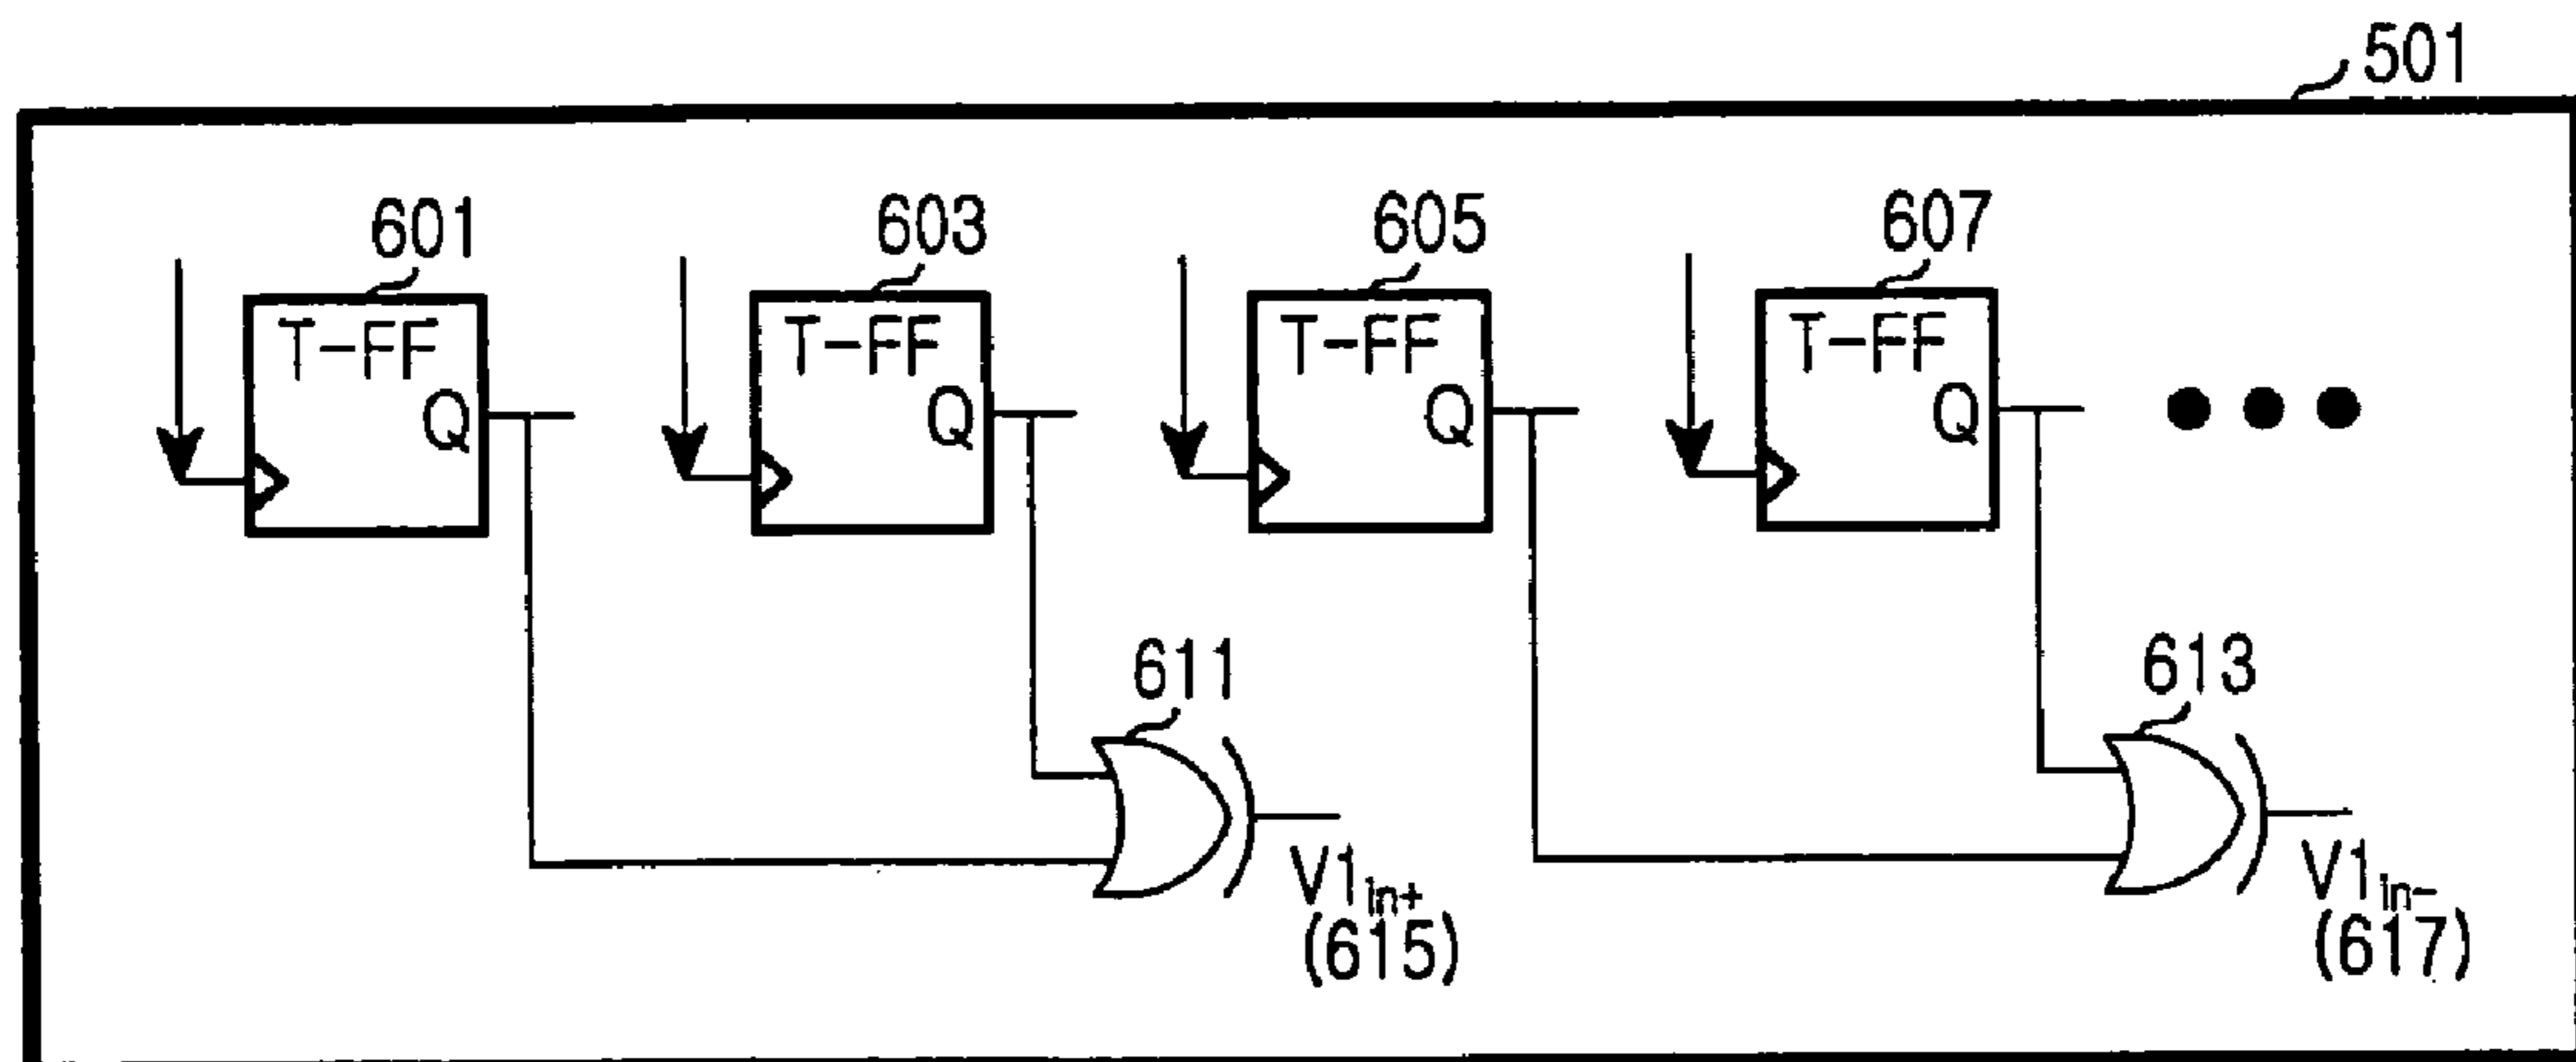 501
601
603
605
607
T-FF
Q
T-FF
Q
T-FF
Q
T-FF
Q
611
613
V1in+
(615)
V1in-
(617)